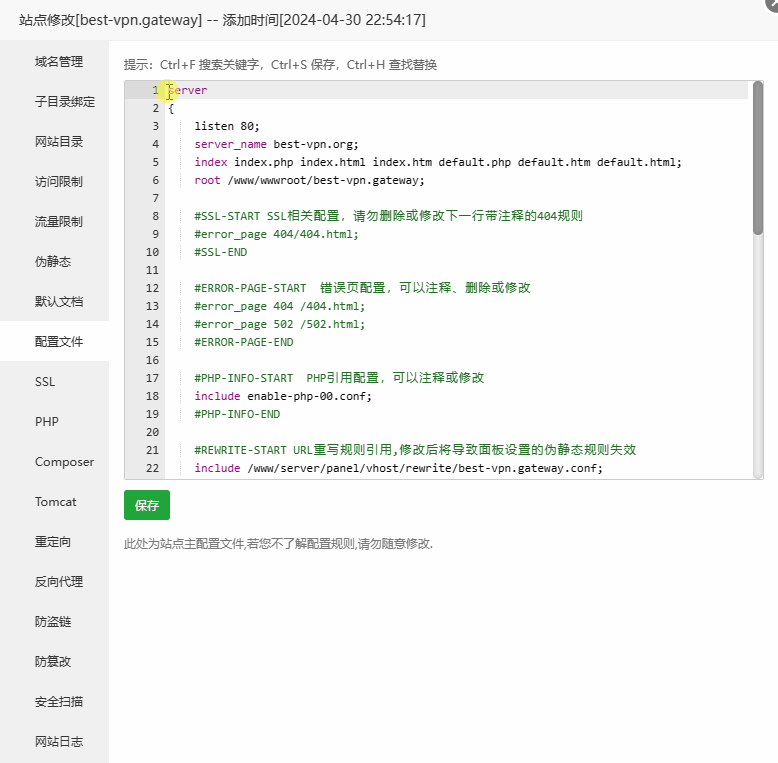 站点修改[best-vpn.gateway] -- 添加时间[2024-04-30 22:54:17]
域名管理
子目录绑定
网站目录
访问限制
流量限制
伪静态
默认文档
配置文件
SSL
PHP
Composer
Tomcat
重定向
反向代理
防盗链
防篡改
安全扫描
网站日志
提示：Ctrl+F 搜索关键字，Ctrl+S 保存，Ctrl+H 查找替换
1 server
2 {
3 listen 80;
4 server_name best-vpn.org;
5 index index.php index.html index.htm default.php default.htm default.html;
6 root /www/wwwroot/best-vpn.gateway;
7
8 #SSL-START SSL相关配置，请勿删除或修改下一行带注释的404规则
9 #error_page 404/404.html;
10 #SSL-END
11
12 #ERROR-PAGE-START  错误页配置，可以注释、删除或修改
13 #error_page 404 /404.html;
14 #error_page 502 /502.html;
15 #ERROR-PAGE-END
16
17 #PHP-INFO-START  PHP引用配置，可以注释或修改
18 include enable-php-00.conf;
19 #PHP-INFO-END
20
21 #REWRITE-START URL重写规则引用,修改后将导致面板设置的伪静态规则失效
22 include /www/server/panel/vhost/rewrite/best-vpn.gateway.conf;
保存
此处为站点主配置文件,若您不了解配置规则,请勿随意修改.